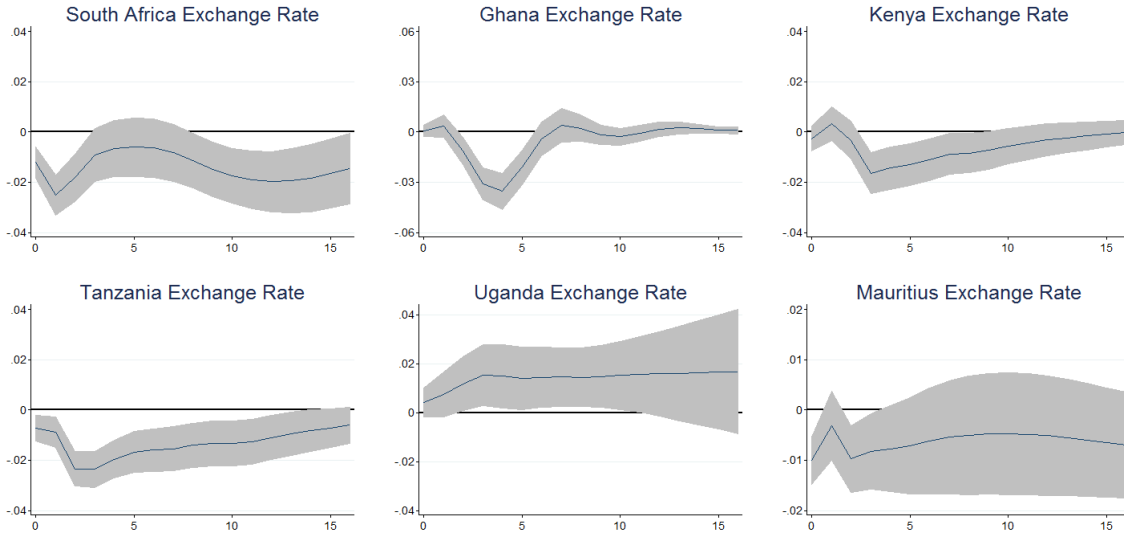 South Africa Exchange Rate
Ghana Exchange Rate
Kenya Exchange Rate
.04
.02
0
-.02
-.04
0 5 10 15
.06
.03
0
-.03
-.06
0 5 10 15
.04
.02
0
-.02
-.04
0 5 10 15
Tanzania Exchange Rate
Uganda Exchange Rate
Mauritius Exchange Rate
.04
.02
0
-.02
-.04
0 5 10 15
.04
.02
0
-.02
-.04
0 5 10 15
.02
.01
0
-.01
-.02
0 5 10 15